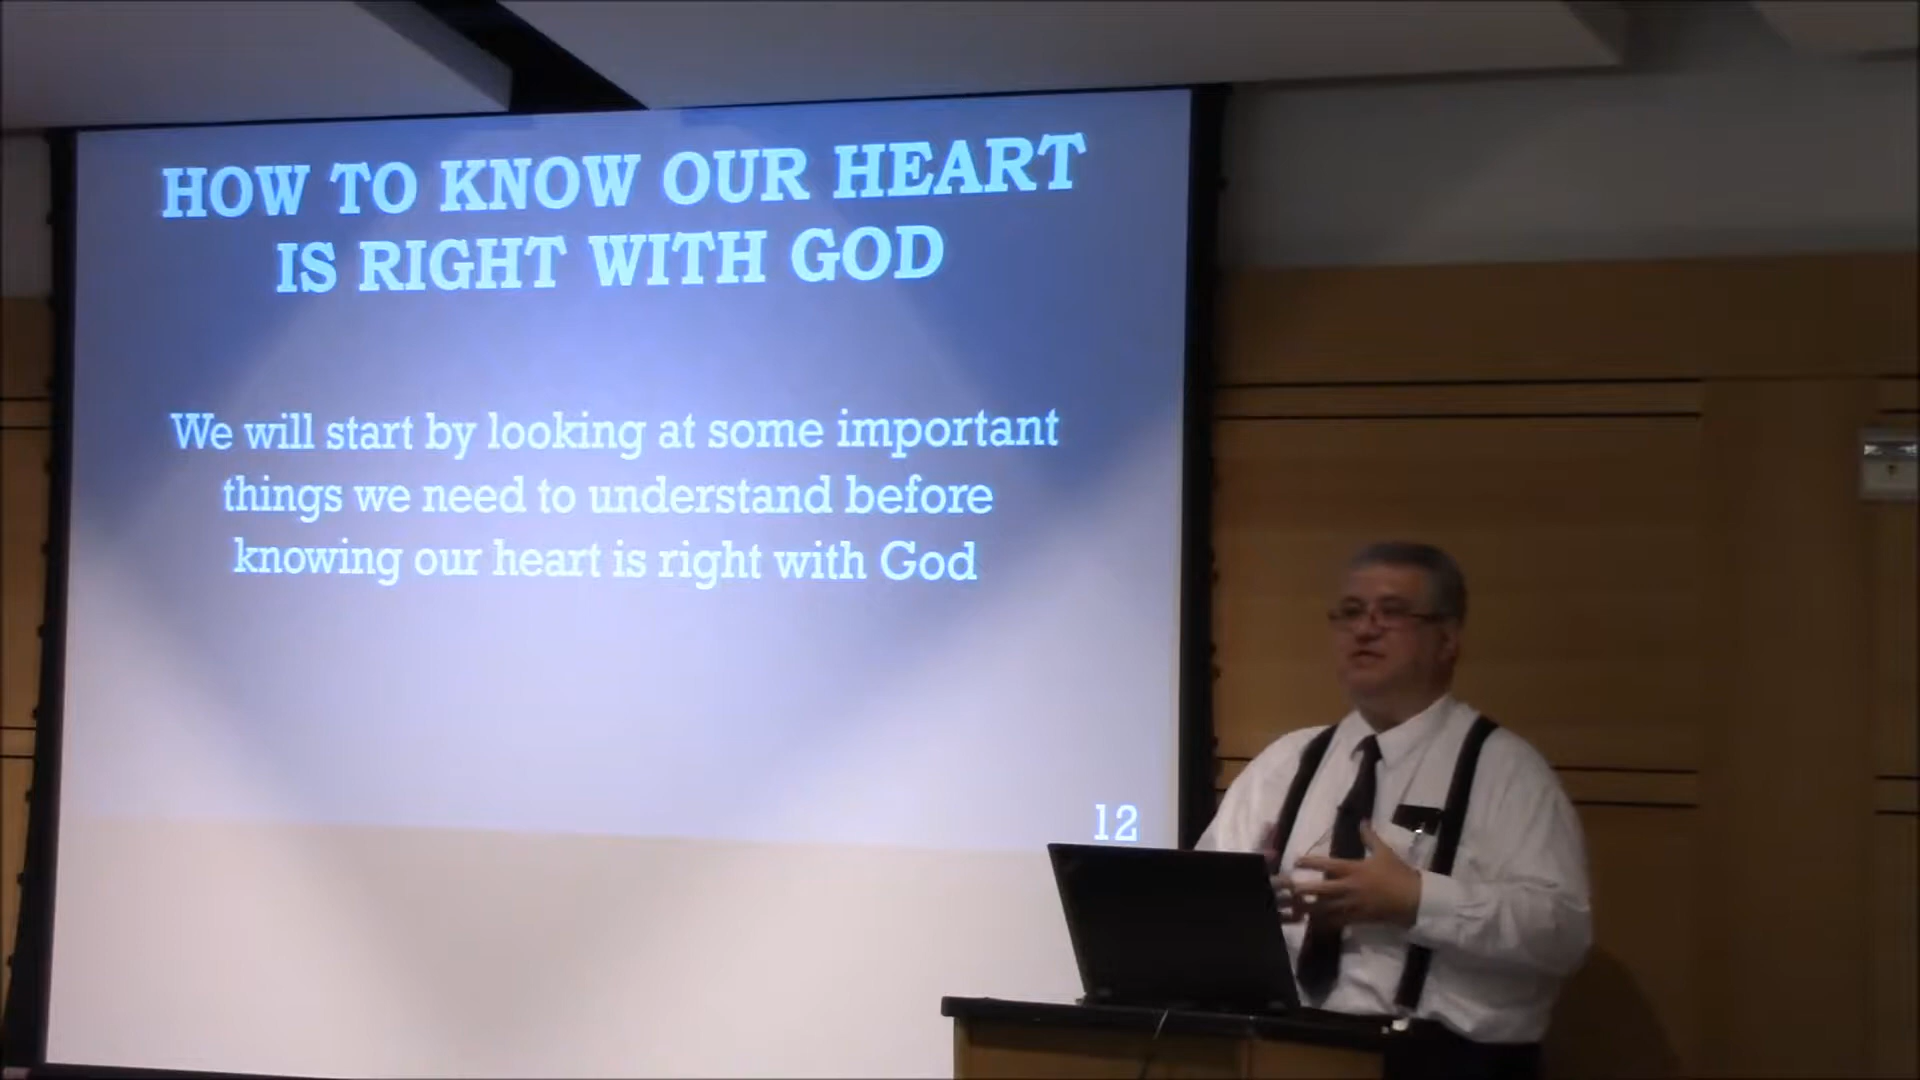 HOW TO KNOW OUR HEART
IS RIGHT WITH GOD
We will start by looking at some important
things we need to understand before
knowing our heart is right with God
12